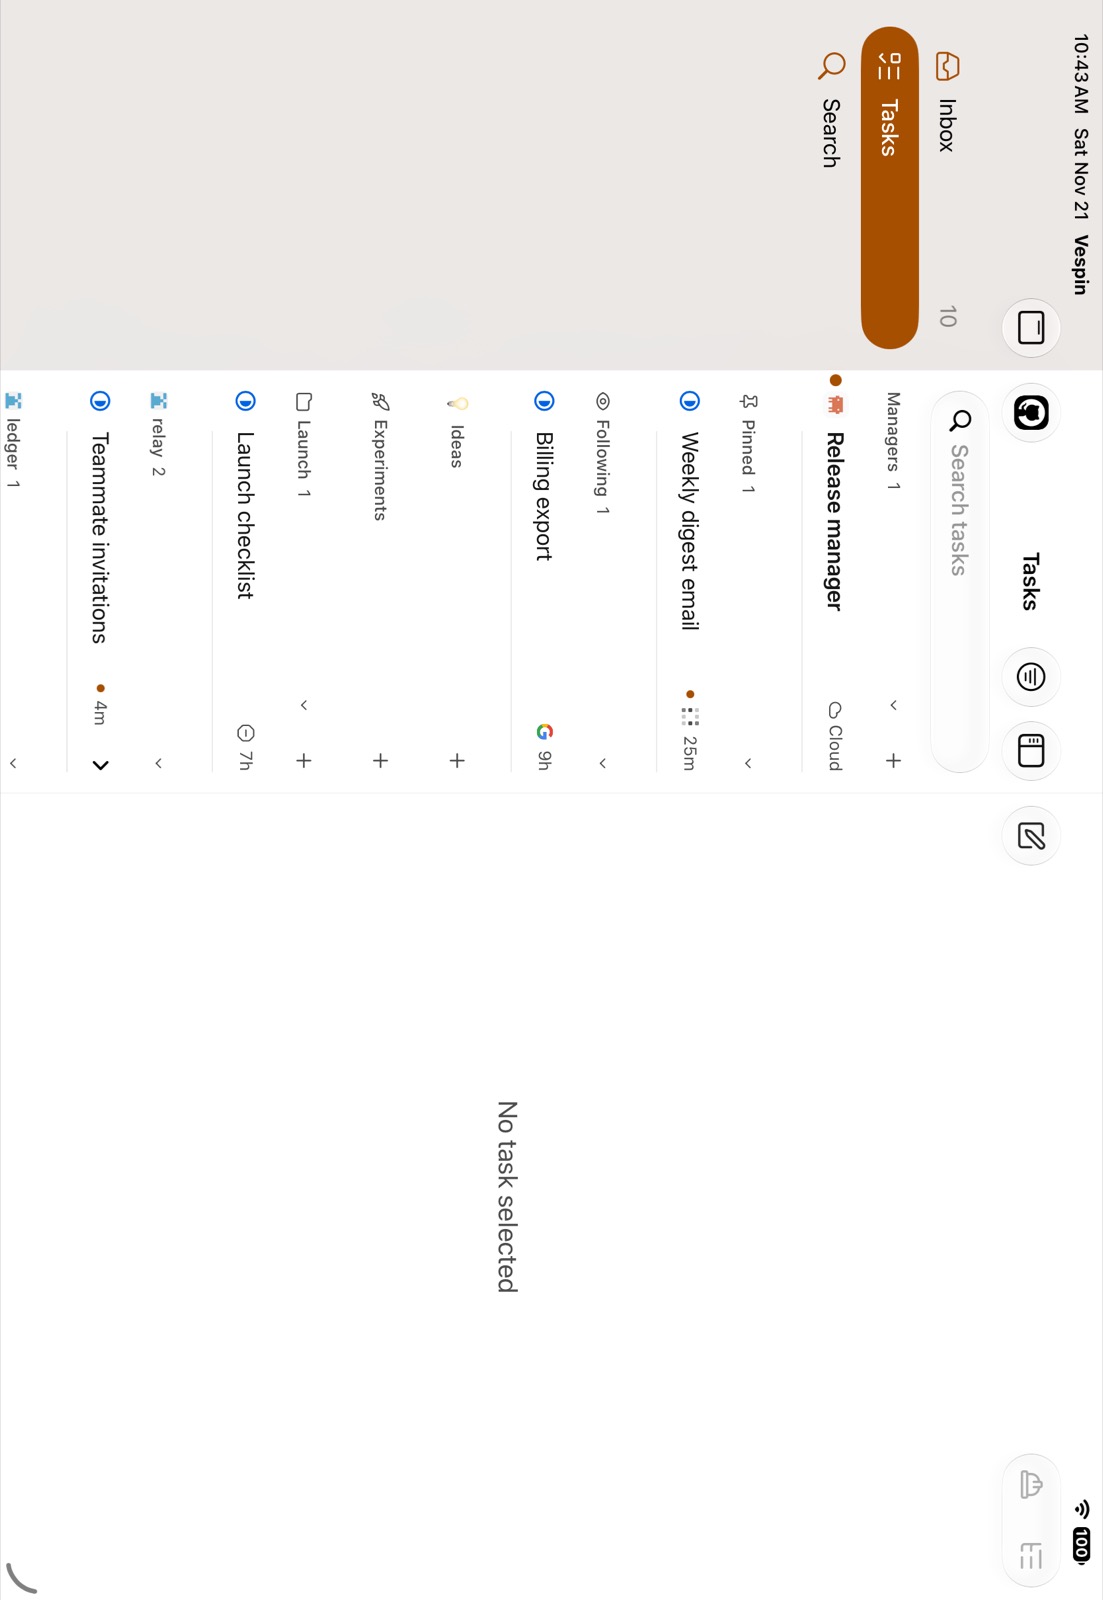 10:43 AM Sat Nov 21 Vespin
100
Inbox 10
Tasks
Search
Tasks
Search tasks
Managers 1
Release manager Cloud
Pinned 1
Weekly digest email 25m
Following 1
Billing export 9h
Ideas
Experiments
Launch 1
Launch checklist 7h
relay 2
Teammate invitations 4m
ledger 1
No task selected